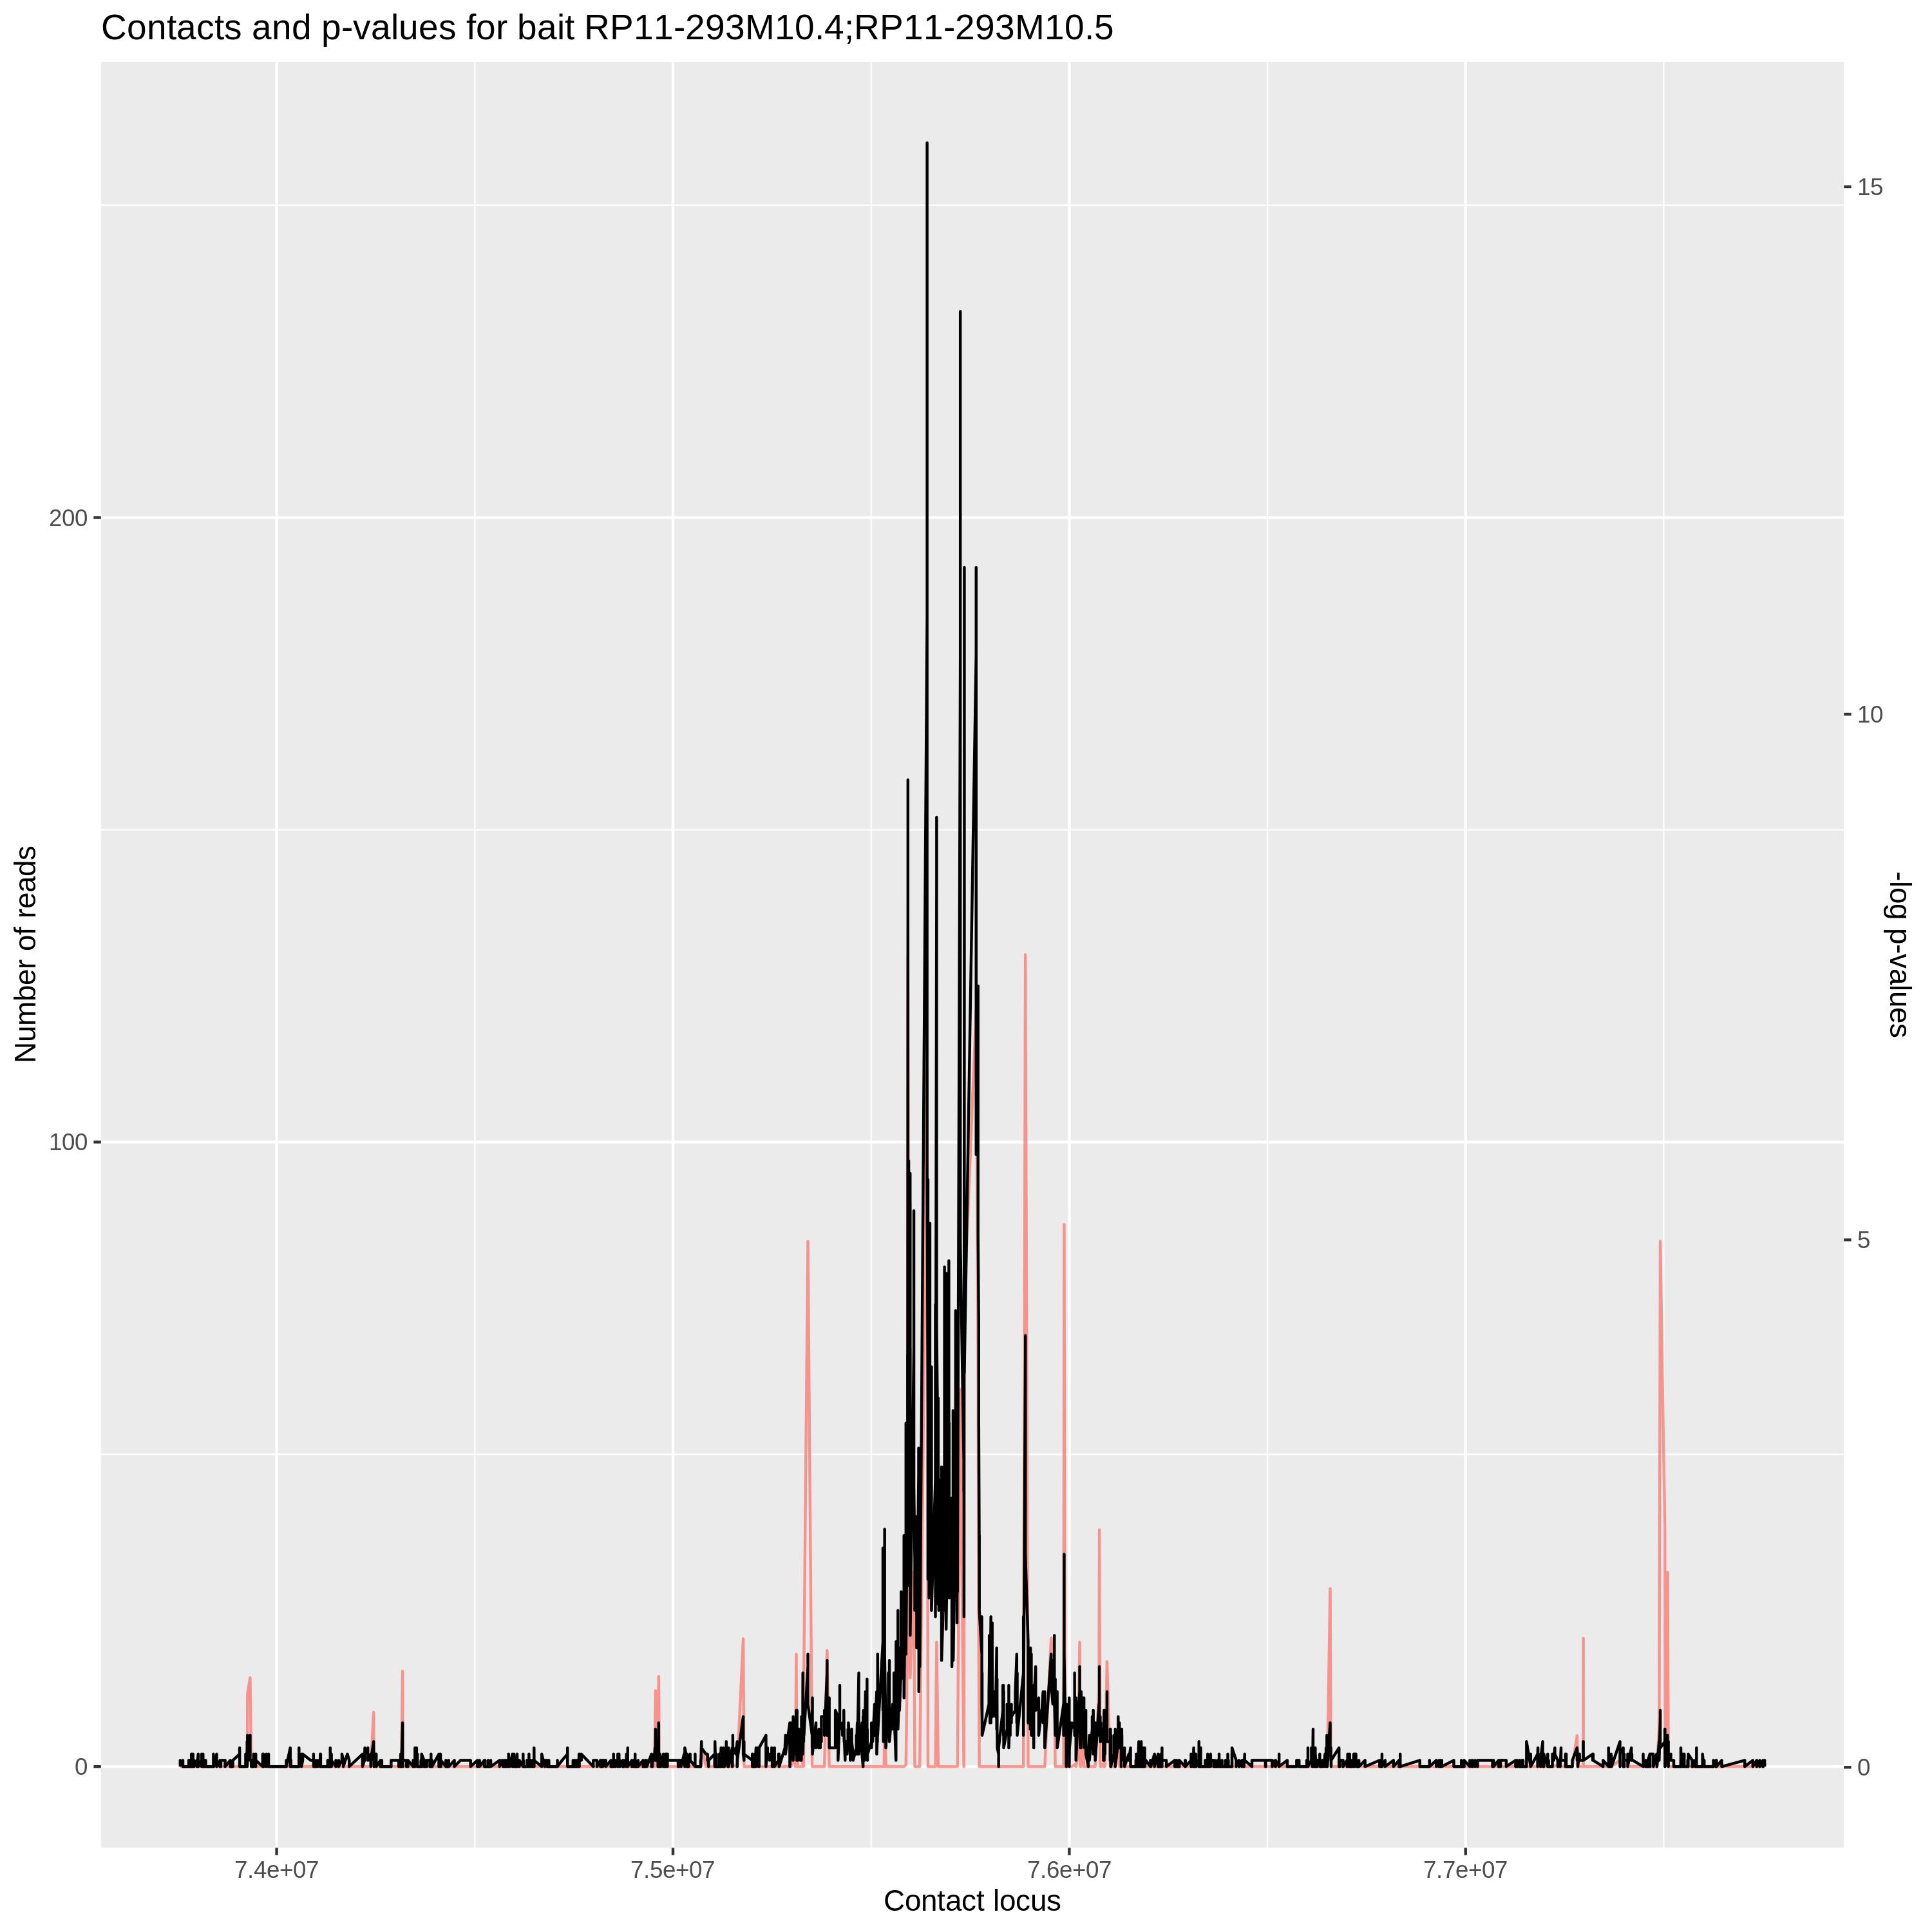 Contacts and p-values for bait RP11-293M10.4;RP11-293M10.5
Number of reads
200
100
0
15
10
5
0
-log p-values
7.4e+07 7.5e+07 7.6e+07 7.7e+07
Contact locus